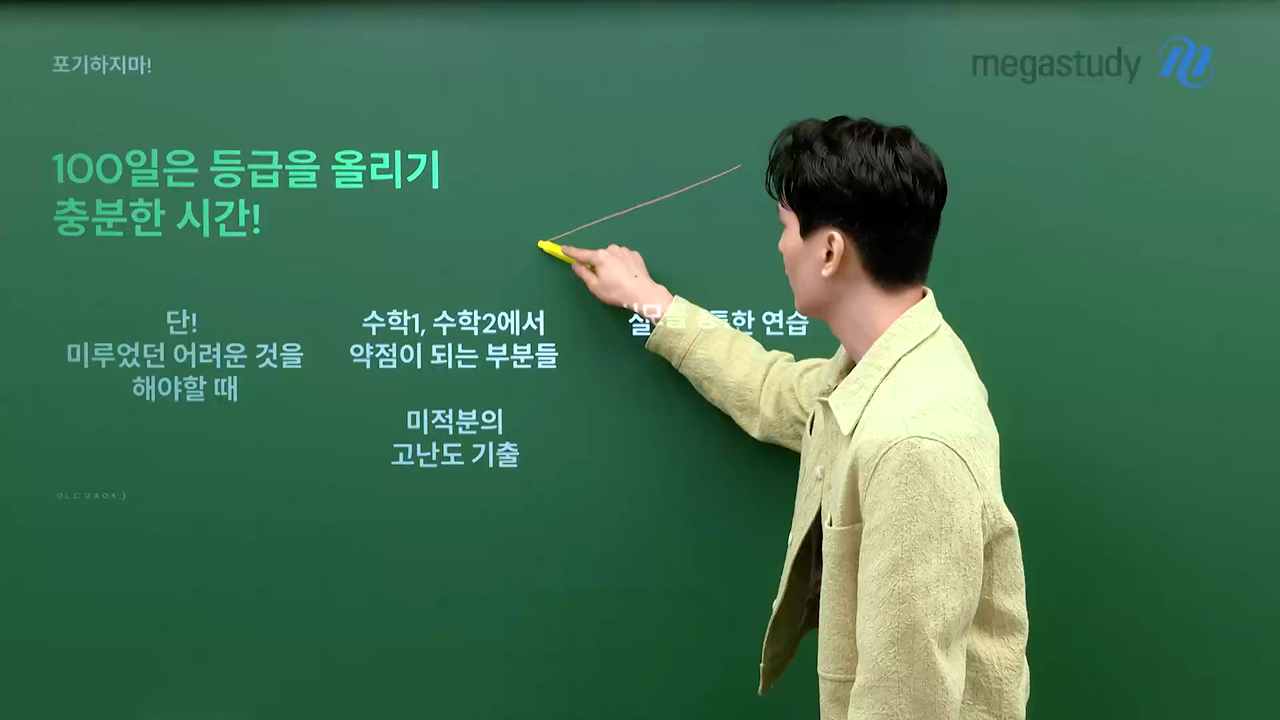 포기하지마!
megastudy
100일은 등급을 올리기
충분한 시간!
단!
미루었던 어려운 것을
해야할 때
수학1, 수학2에서
약점이 되는 부분들
미적분의
고난도 기출
연습